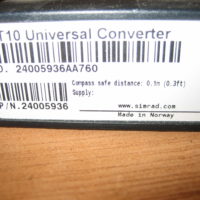 T10 Universal Converter
O. 24005936AA760
Compass safe distance: 0.1m (0.3ft)
Supply:
P/N.24005936
www.simrad.com
Made in Norway